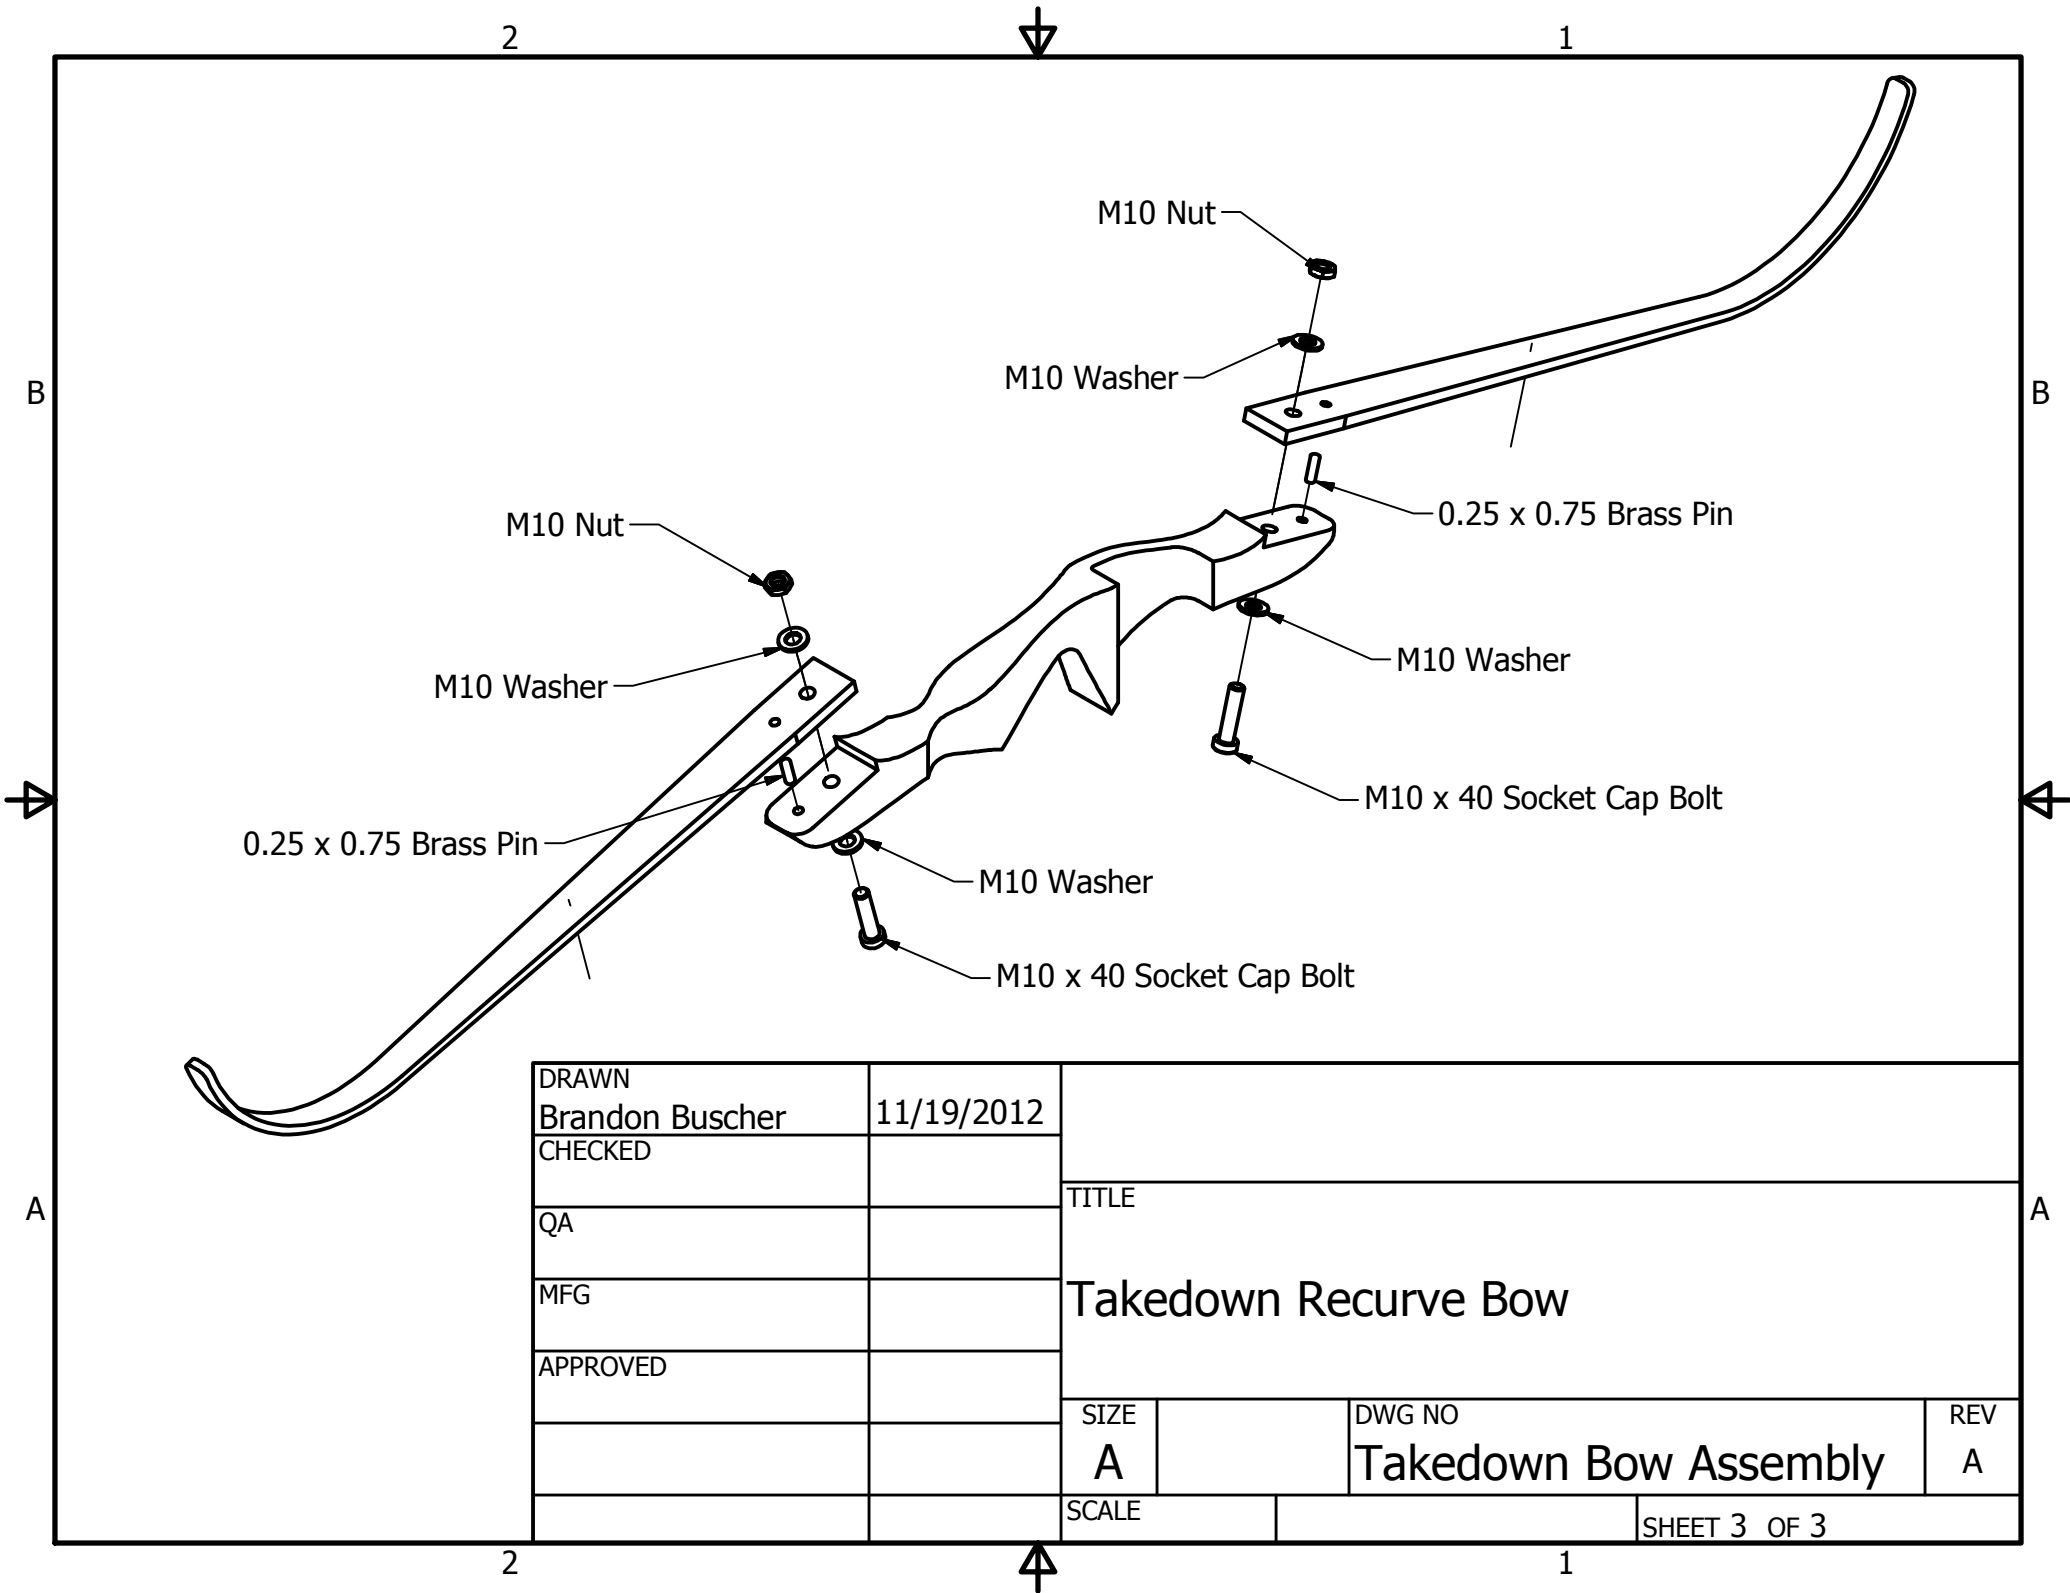 2 1
M10 Nut
M10 Washer
B B
M10 Nut
0.25 x 0.75 Brass Pin
M10 Washer
M10 Washer
M10 x 40 Socket Cap Bolt
0.25 x 0.75 Brass Pin
M10 Washer
M10 x 40 Socket Cap Bolt
DRAWN
Brandon Buscher 11/19/2012
CHECKED
TITLE
A A
QA
MFG
Takedown Recurve Bow
APPROVED
SIZE DWG NO REV
A Takedown Bow Assembly A
SCALE
SHEET 3 OF 3
2 1